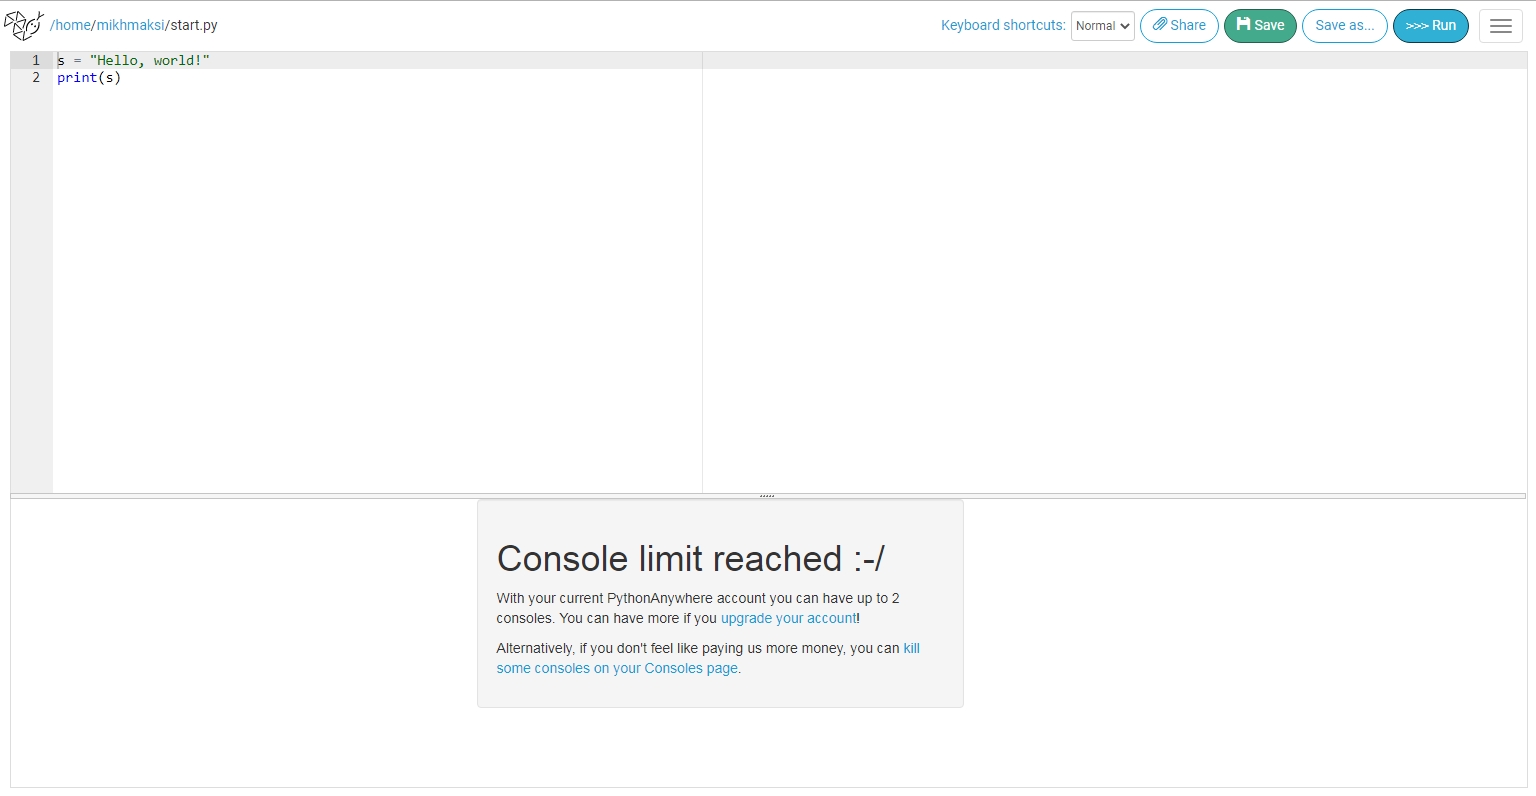 /home/mikhmaksi/start.py Keyboard shortcuts: Normal Share Save Save as... >>> Run
1 s = "Hello, world!"
2 print(s)
Console limit reached :-/
With your current PythonAnywhere account you can have up to 2
consoles. You can have more if you upgrade your account!
Alternatively, if you don't feel like paying us more money, you can kill
some consoles on your Consoles page.